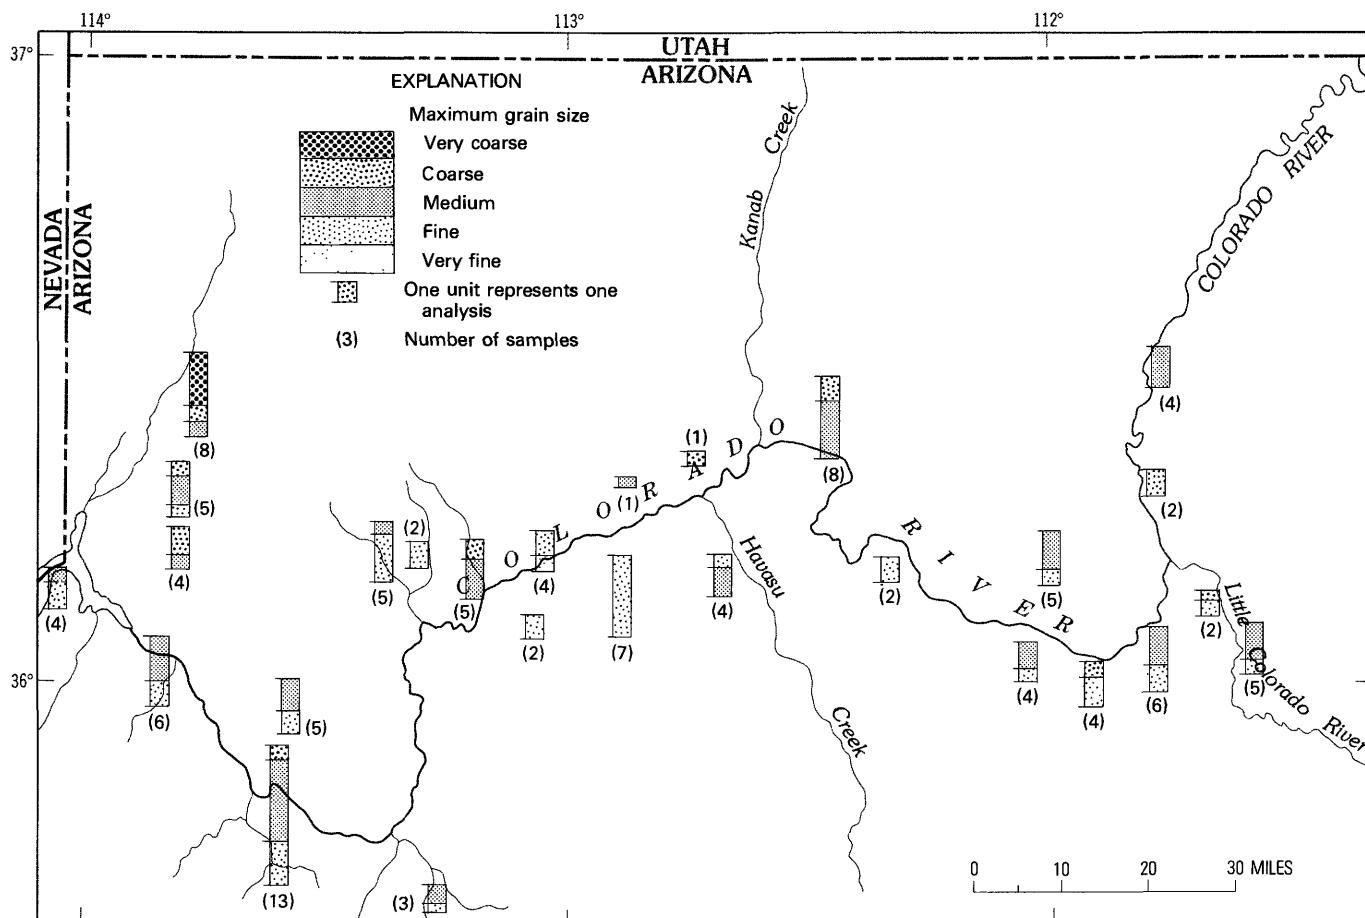 114°
113°
112°
37°
UTAH
ARIZONA
EXPLANATION
Maximum grain size
Very coarse
Coarse
Medium
Fine
Very fine
One unit represents one
analysis
(3) Number of samples
NEVADA
ARIZONA
Kanab Creek
COLORADO RIVER
(4)
(8)
(1)
(8)
(5)
(2)
(1)
(2)
COLORADO RIVER
(4)
(4)
(5)
(5)
(4)
(4)
(2)
(5)
(2)
Havasu Creek
Little Colorado River
(2)
(7)
36°
(6)
(5)
(4)
(4)
(6)
(5)
(13)
(3)
0 10 20 30 MILES